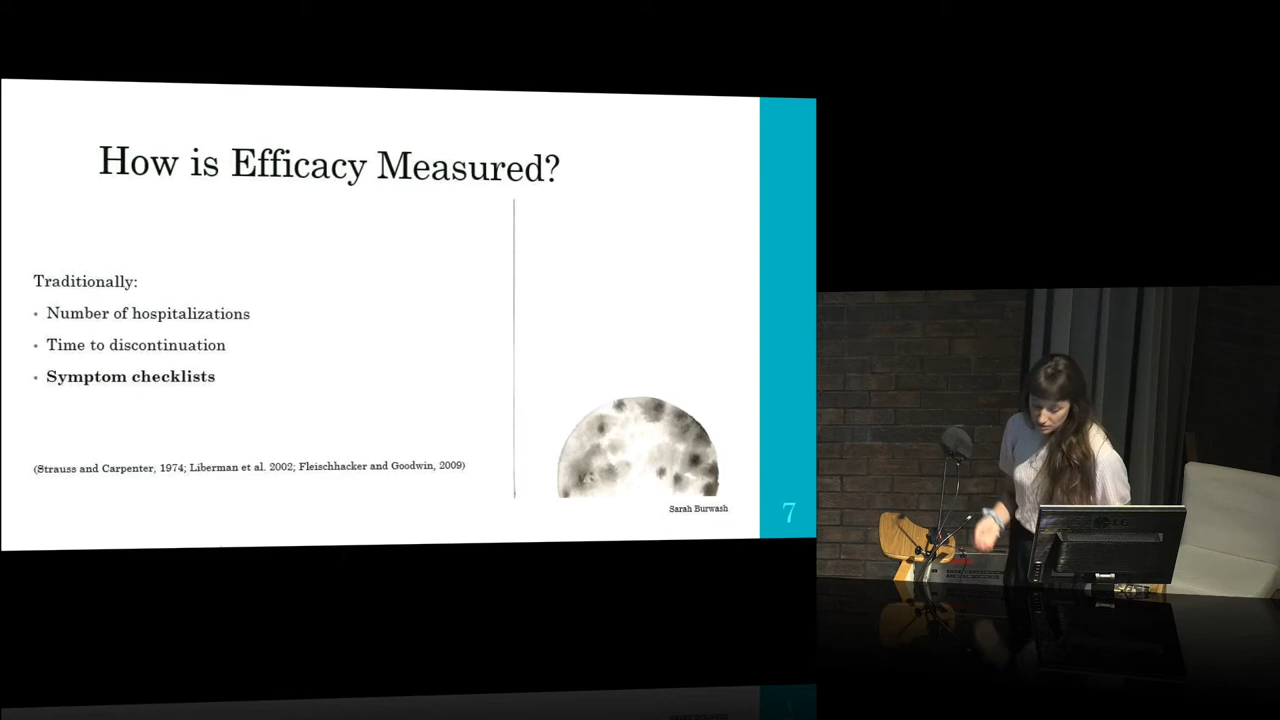 How is Efficacy Measured?
Traditionally:
• Number of hospitalizations
• Time to discontinuation
• Symptom checklists
(Strauss and Carpenter, 1974; Liberman et al. 2002; Fleischhacker and Goodwin, 2009)
Sarah Burwash
7
LG